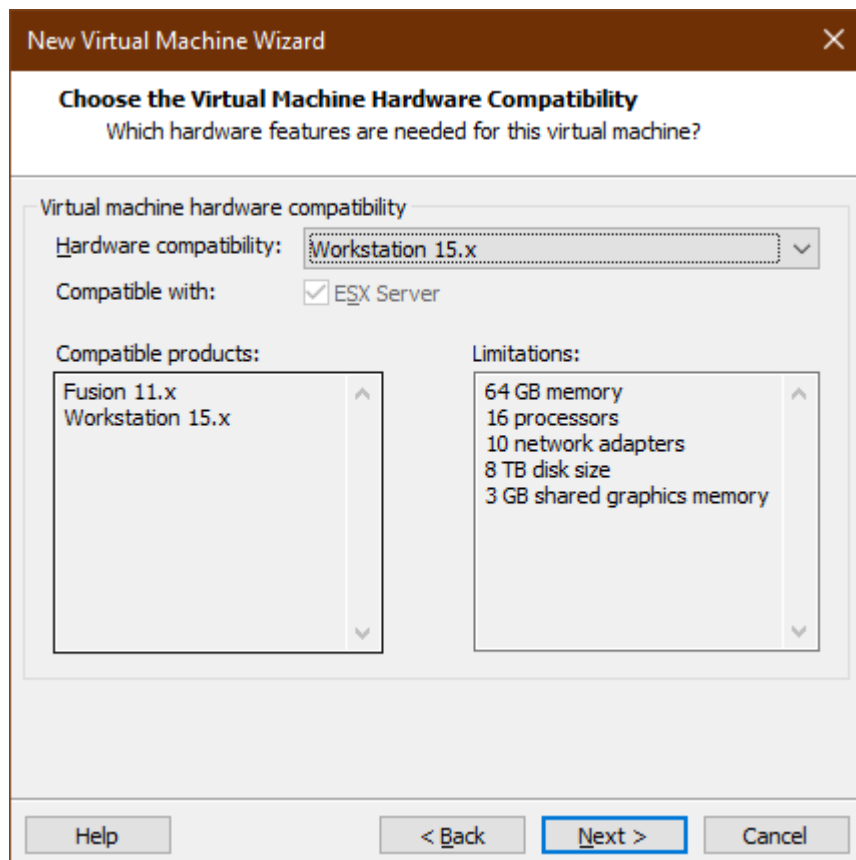 New Virtual Machine Wizard
Choose the Virtual Machine Hardware Compatibility
Which hardware features are needed for this virtual machine?
Virtual machine hardware compatibility
Hardware compatibility: Workstation 15.x
Compatible with: ESX Server
Compatible products:
Fusion 11.x
Workstation 15.x
Limitations:
64 GB memory
16 processors
10 network adapters
8 TB disk size
3 GB shared graphics memory
Help < Back Next > Cancel